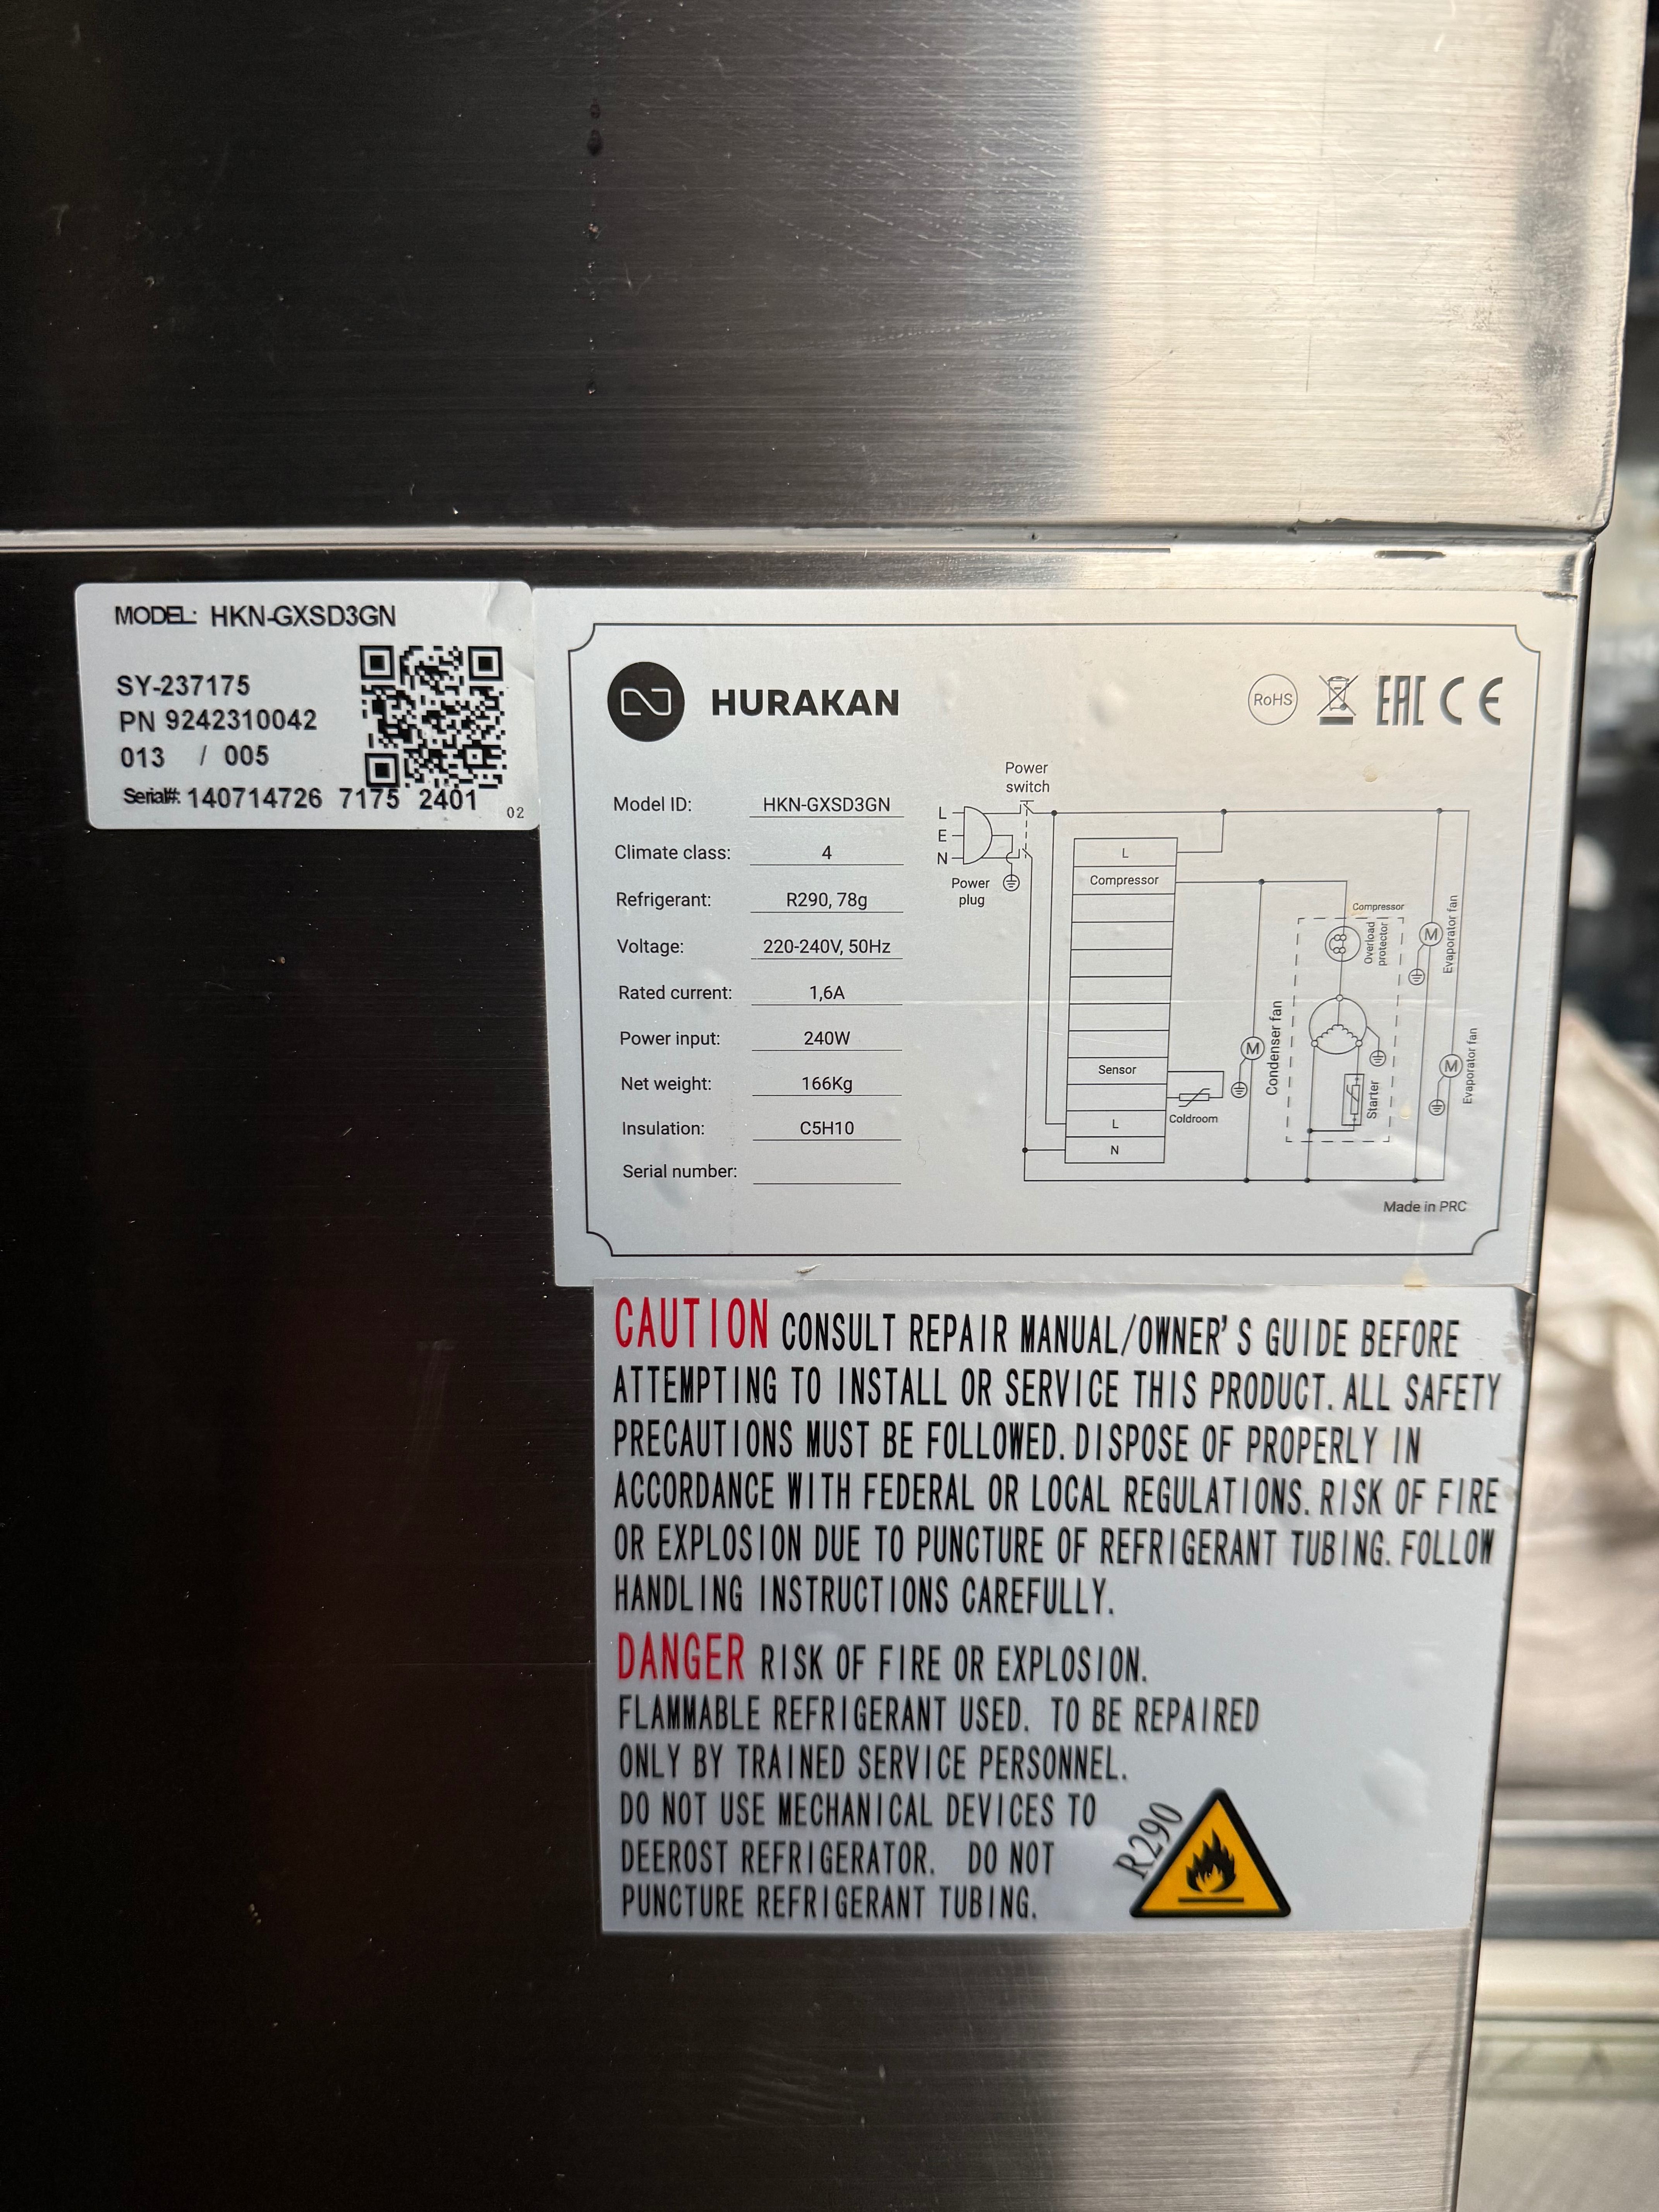 MODEL: HKN-GXSD3GN
SY-237175
PN 9242310042
013 / 005
Serial#: 140714726 7175 2401
02
HURAKAN
RoHS
EAC CE
Model ID: HKN-GXSD3GN
Climate class: 4
Refrigerant: R290, 78g
Voltage: 220-240V, 50Hz
Rated current: 1,6A
Power input: 240W
Net weight: 166Kg
Insulation: C5H10
Serial number:
Power
switch
L
E
N
Power
plug
L
Compressor
Sensor
L
N
Coldroom
M
Condenser fan
Compressor
Overload
protector
Starter
M
Evaporator fan
M
Evaporator fan
Made in PRC
CAUTION CONSULT REPAIR MANUAL/OWNER'S GUIDE BEFORE
ATTEMPTING TO INSTALL OR SERVICE THIS PRODUCT. ALL SAFETY
PRECAUTIONS MUST BE FOLLOWED. DISPOSE OF PROPERLY IN
ACCORDANCE WITH FEDERAL OR LOCAL REGULATIONS. RISK OF FIRE
OR EXPLOSION DUE TO PUNCTURE OF REFRIGERANT TUBING. FOLLOW
HANDLING INSTRUCTIONS CAREFULLY.
DANGER RISK OF FIRE OR EXPLOSION.
FLAMMABLE REFRIGERANT USED. TO BE REPAIRED
ONLY BY TRAINED SERVICE PERSONNEL.
DO NOT USE MECHANICAL DEVICES TO
DEEROST REFRIGERATOR. DO NOT
PUNCTURE REFRIGERANT TUBING.
R290